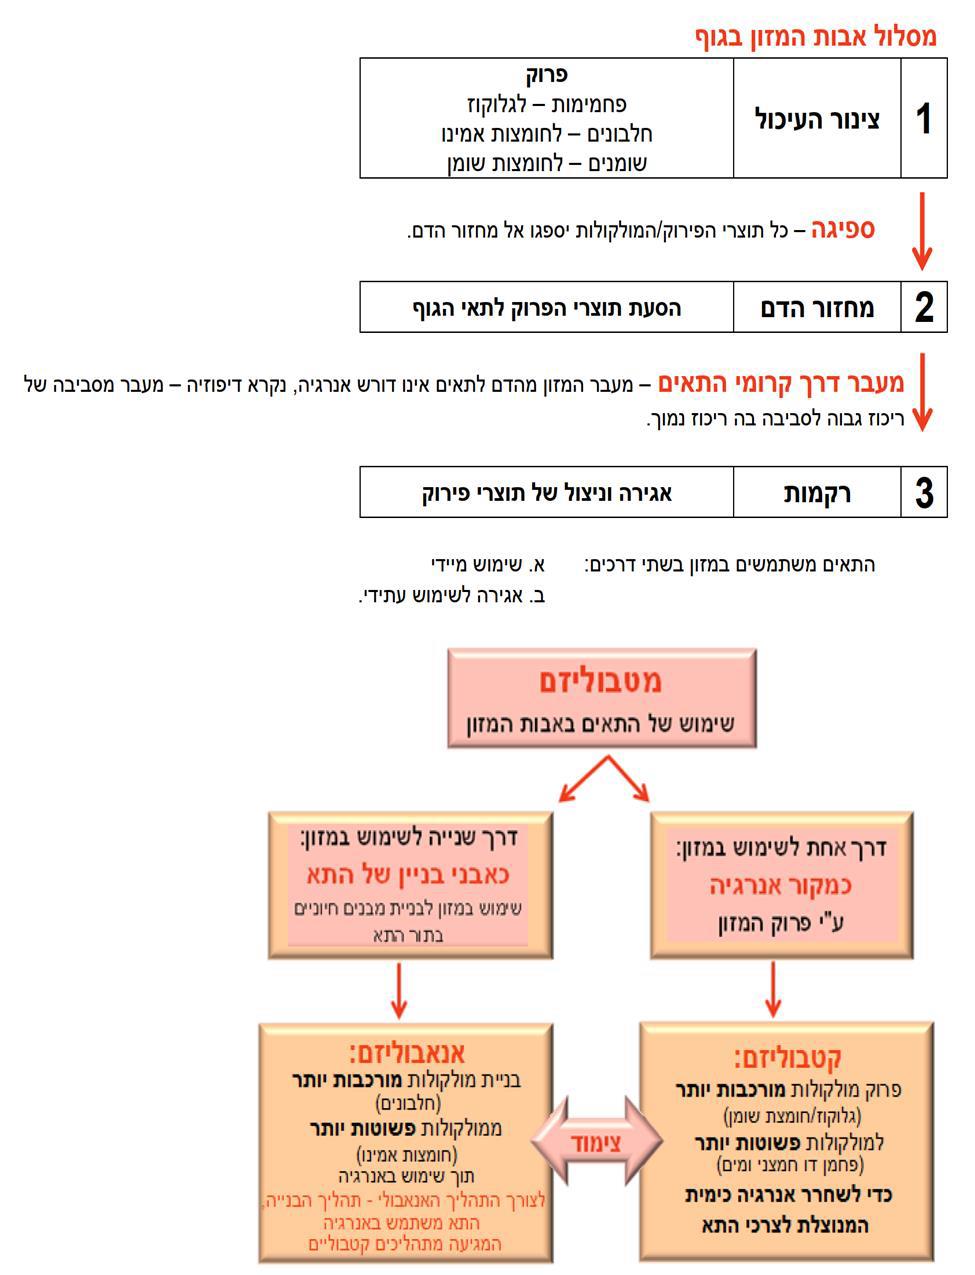 מסלול אבות המזון בגוף
1
צינור העיכול
פרוק
פחמימות – לגלוקוז
חלבונים – לחומצות אמינו
שומנים – לחומצות שומן
ספיגה – כל תוצרי הפירוק/המולקולות יספגו אל מחזור הדם.
2
מחזור הדם
הסעת תוצרי הפרוק לתאי הגוף
מעבר דרך קרומי התאים – מעבר המזון מהדם לתאים אינו דורש אנרגיה, נקרא דיפוזיה – מעבר מסביבה של
ריכוז גבוה לסביבה בה ריכוז נמוך.
3
רקמות
אגירה וניצול של תוצרי פירוק
התאים משתמשים במזון בשתי דרכים: א. שימוש מיידי
ב. אגירה לשימוש עתידי.
מטבוליזם
שימוש של התאים באבות המזון
דרך אחת לשימוש במזון:
כמקור אנרגיה
ע"י פרוק המזון
דרך שנייה לשימוש במזון:
כאבני בניין של התא
שימוש במזון לבניית מבנים חיוניים
בתור התא
קטבוליזם:
פרוק מולקולות מורכבות יותר
(גלוקוז/חומצת שומן)
למולקולות פשוטות יותר
(פחמן דו חמצני ומים)
כדי לשחרר אנרגיה כימית
המנוצלת לצרכי התא
צימוד
אנאבוליזם:
בניית מולקולות מורכבות יותר
(חלבונים)
ממולקולות פשוטות יותר
(חומצות אמינו)
תוך שימוש באנרגיה
לצורך התהליך האנאבולי - תהליך הבנייה,
התא משתמש באנרגיה
המגיעה מתהליכים קטבוליים